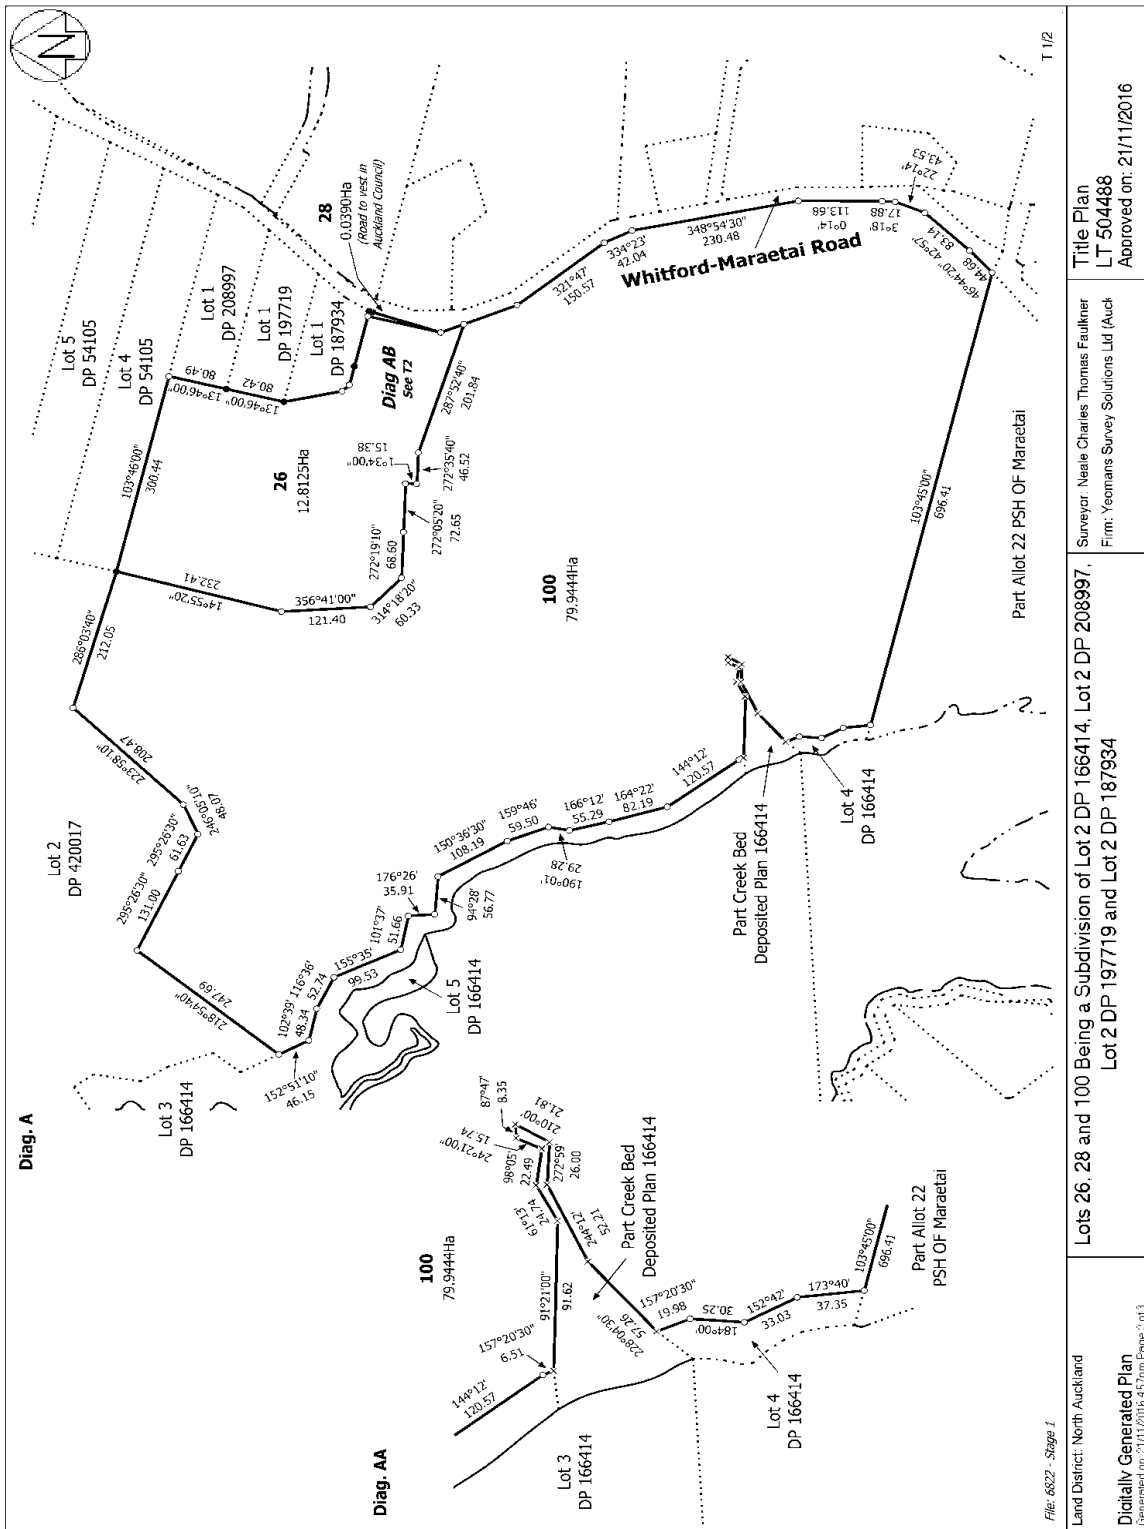 Diag. A
N
Lot 2
DP 420017
Lot 5
DP 54105
Lot 4
DP 54105
Lot 1
DP 208997
Lot 1
DP 197719
Lot 1
DP 187934
28
0.0390Ha
(Road to vest in
Auckland Council)
286°03'40"
212.05
103°46'00"
300.44
13°46'00"
80.49
13°46'00"
80.42
223°58'10"
208.47
246°05'10"
48.07
295°26'30"
61.63
295°26'30"
131.00
218°54'40"
247.69
14°55'20"
232.41
356°41'00"
121.40
314°18'20"
60.33
272°19'10"
68.60
272°05'20"
72.65
1°34'00"
15.38
272°35'40"
46.52
287°52'40"
201.84
26
12.8125Ha
Diag AB
See T2
321°47'
150.57
334°23'
42.04
348°54'30"
230.48
Whitford-Maraetai Road
0°14'
113.68
3°18'
17.88
22°14'
43.53
42°57'
83.14
46°44'20"
44.68
103°45'00"
696.41
100
79.9444Ha
Part Allot 22 PSH OF Maraetai
Lot 3
DP 166414
152°51'10"
46.15
102°39'
48.34
116°36'
52.74
155°35'
99.53
101°37'
51.66
176°26'
35.91
94°28'
56.77
150°36'30"
108.19
159°46'
59.50
190°01'
29.28
166°12'
55.29
164°22'
82.19
144°12'
120.57
Lot 5
DP 166414
Part Creek Bed
Deposited Plan 166414
Lot 4
DP 166414
Diag. AA
100
79.9444Ha
144°12'
120.57
157°20'30"
6.51
91°21'00"
91.62
61°13'
24.74
98°05'
22.49
24°21'00"
15.74
87°47'
8.35
210°00'
21.81
272°59'
26.00
244°12'
52.21
228°04'30"
57.26
Part Creek Bed
Deposited Plan 166414
157°20'30"
19.98
184°00'
30.25
152°42'
33.03
173°40'
37.35
103°45'00"
696.41
Lot 3
DP 166414
Lot 4
DP 166414
Part Allot 22
PSH OF Maraetai
File: 6822 - Stage 1
T 1/2
Land District: North Auckland
Digitally Generated Plan
Generated on: 21/11/2016 4:57pm Page 2 of 3
Lots 26, 28 and 100 Being a Subdivision of Lot 2 DP 166414, Lot 2 DP 208997,
Lot 2 DP 197719 and Lot 2 DP 187934
Surveyor: Neale Charles Thomas Faulkner
Firm: Yeomans Survey Solutions Ltd (Auck
Title Plan
LT 504488
Approved on: 21/11/2016